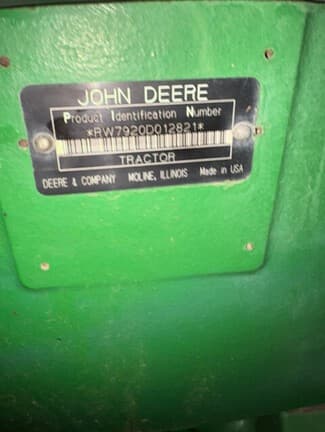 JOHN DEERE
Product Identification Number
*RW7920D012821*
TRACTOR
DEERE & COMPANY MOLINE, ILLINOIS Made in USA